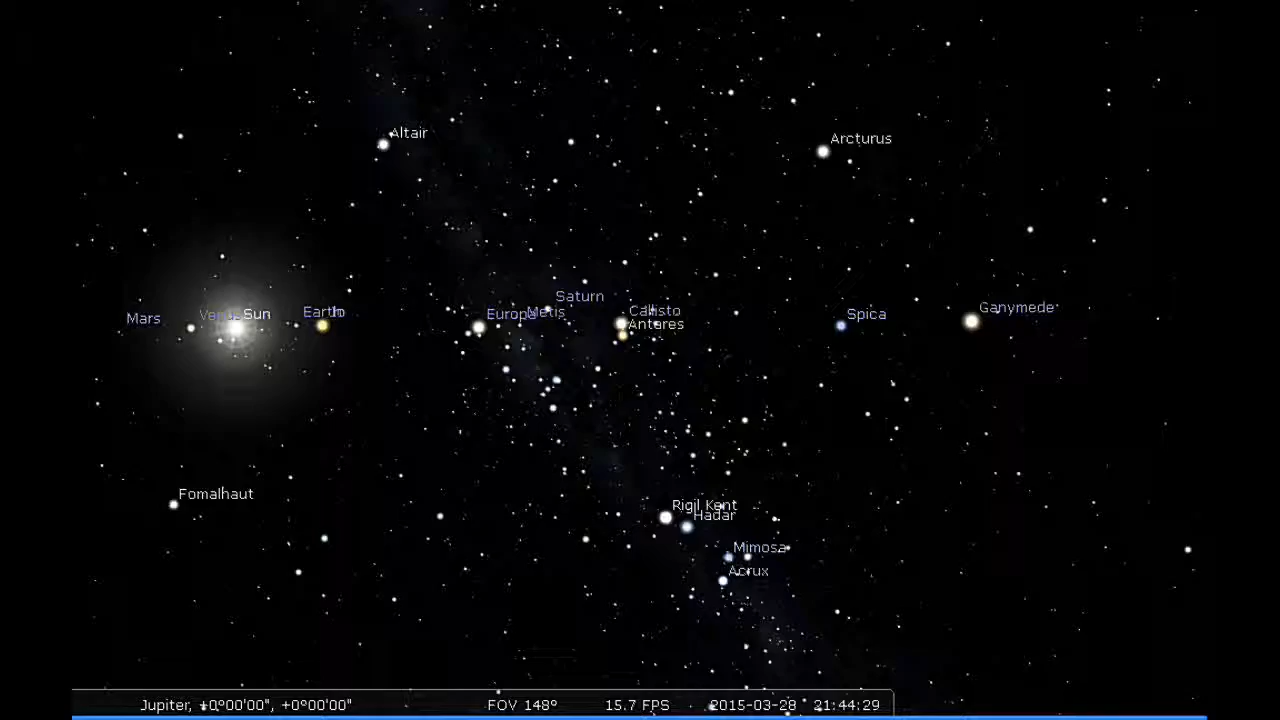 Altair
Arcturus
Saturn
Mars Venus Sun Earth Io Europa Metis Callisto Spica Ganymede
Antares
Fomalhaut
Rigil Kent
Hadar
Mimosa
Acrux
Jupiter, +0°00'00", +0°00'00" FOV 148° 15.7 FPS 2015-03-28 21:44:29